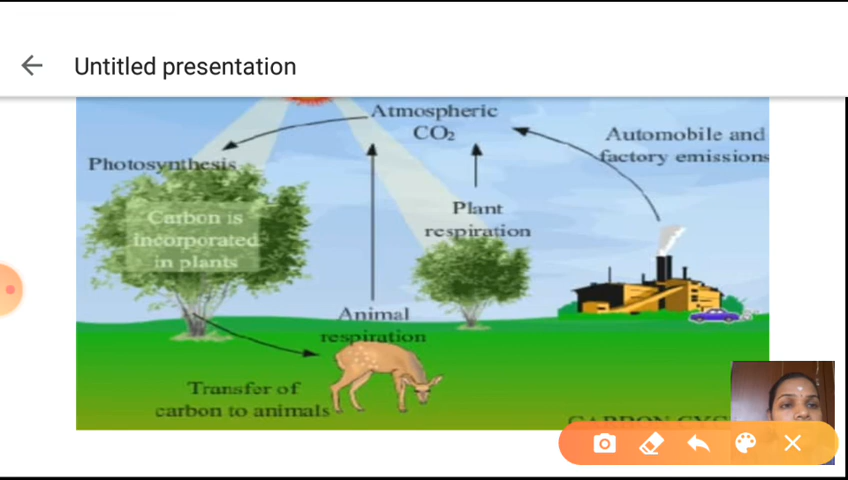 Untitled presentation
Atmospheric
CO₂
Automobile and
factory emissions
Photosynthesis
Carbon is
incorporated
in plants
Plant
respiration
Animal
respiration
Transfer of
carbon to animals
CARBON